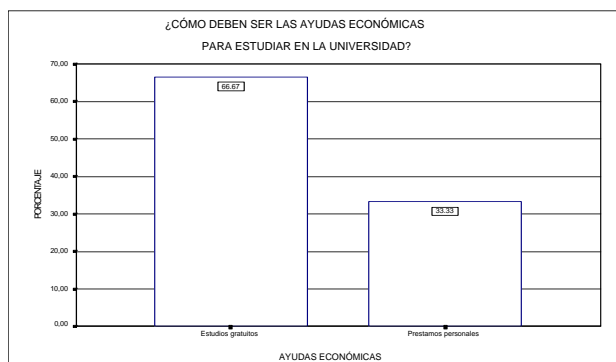 ¿CÓMO DEBEN SER LAS AYUDAS ECONÓMICAS
PARA ESTUDIAR EN LA UNIVERSIDAD?
PORCENTAJE
70,00
60,00
50,00
40,00
30,00
20,00
10,00
0,00
66.67
33.33
Estudios gratuitos
Prestamos personales
AYUDAS ECONÓMICAS